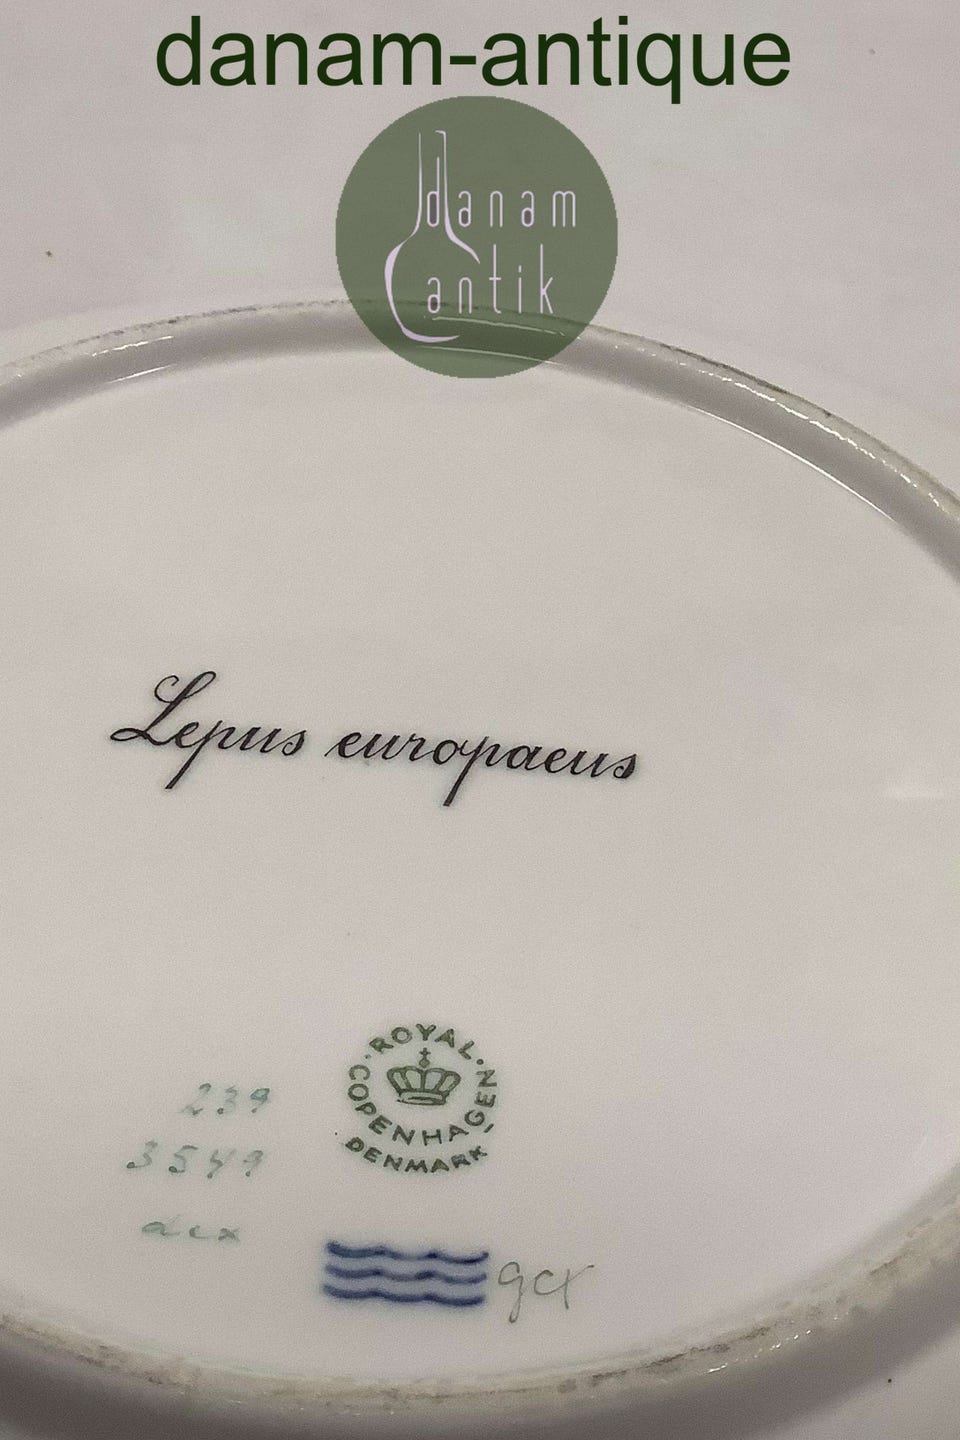 danam-antique
danam
antik
Lepus europaeus
ROYAL COPENHAGEN
DENMARK
239
3549